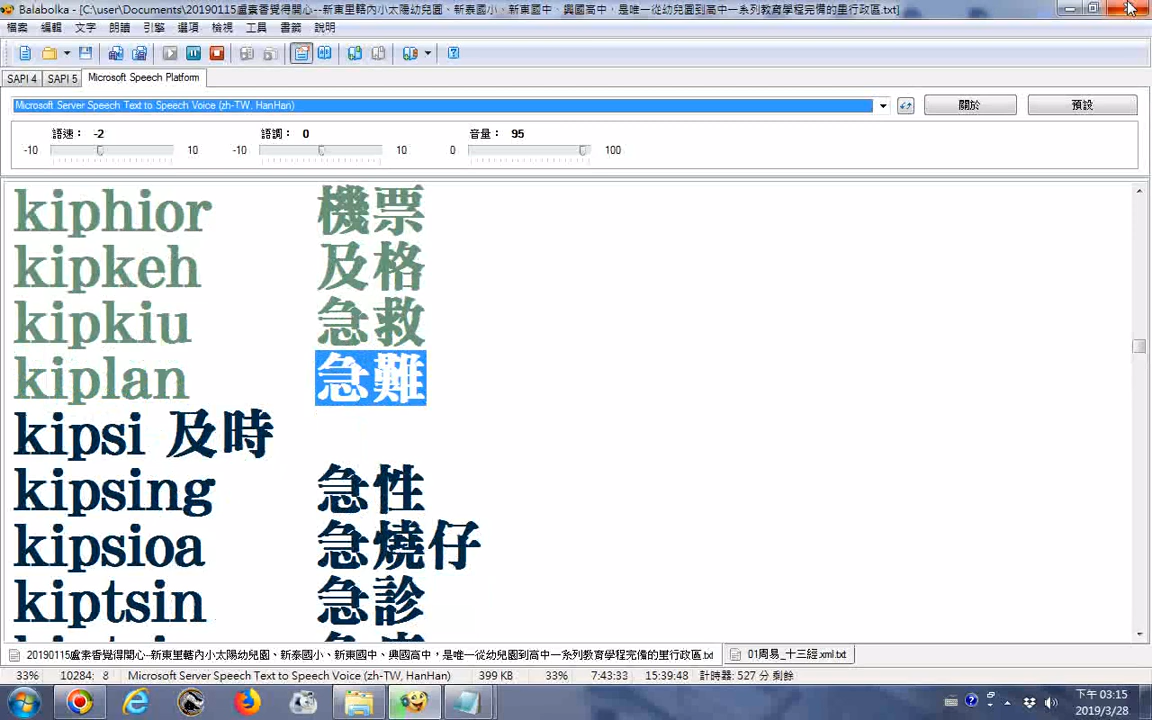 Balabolka - [C:\user\Documents\20190115盧素香覺得開心--新東里轄內小太陽幼兒園、新泰國小、新東國中、興國高中，是唯一從幼兒園到高中一系列教育學程完備的里行政區.txt]
檔案 編輯 文字 朗讀 引擎 選項 檢視 工具 書籤 說明
SAPI 4 SAPI 5 Microsoft Speech Platform
Microsoft Server Speech Text to Speech Voice (zh-TW, HanHan) 關於 預設
語速： -2 語調： 0 音量： 95
-10 10 -10 10 0 100
kiphior 機票
kipkeh 及格
kipkiu 急救
kiplan 急難
kipsi 及時
kipsing 急性
kipsioa 急燒仔
kiptsin 急診
20190115盧素香覺得開心--新東里轄內小太陽幼兒園、新泰國小、新東國中、興國高中，是唯一從幼兒園到高中一系列教育學程完備的里行政區.txt 01周易_十三經.xml.txt
33% 10284: 8 Microsoft Server Speech Text to Speech Voice (zh-TW, HanHan) 399 KB 33% 7:43:33 15:39:48 計時器: 527 分 剩餘
下午 03:15
2019/3/28